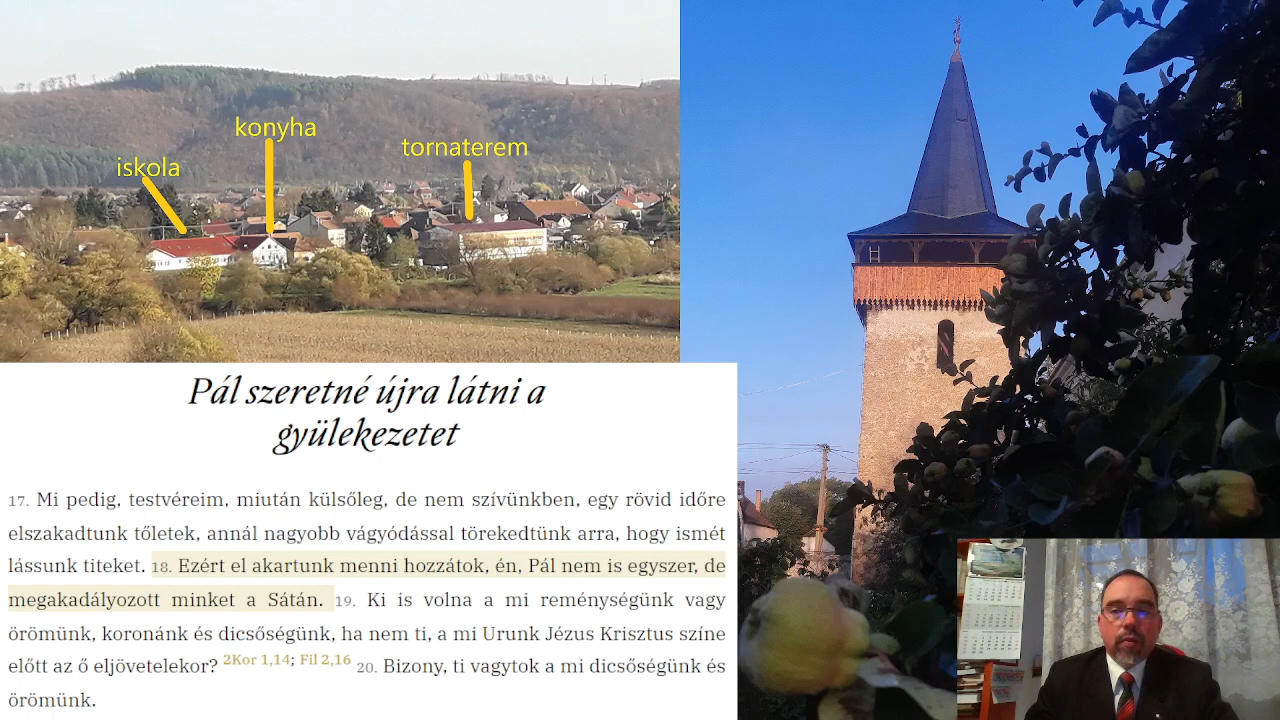 konyha
tornaterem
iskola
Pál szeretné újra látni a
gyülekezetet
17. Mi pedig, testvéreim, miután külsőleg, de nem szívünkben, egy rövid időre
elszakadtunk tőletek, annál nagyobb vágyódással törekedtünk arra, hogy ismét
lássunk titeket. 18. Ezért el akartunk menni hozzátok, én, Pál nem is egyszer, de
megakadályozott minket a Sátán. 19. Ki is volna a mi reménységünk vagy
örömünk, koronánk és dicsőségünk, ha nem ti, a mi Urunk Jézus Krisztus színe
előtt az ő eljövetelekor? 2Kor 1,14; Fil 2,16 20. Bizony, ti vagytok a mi dicsőségünk és
örömünk.